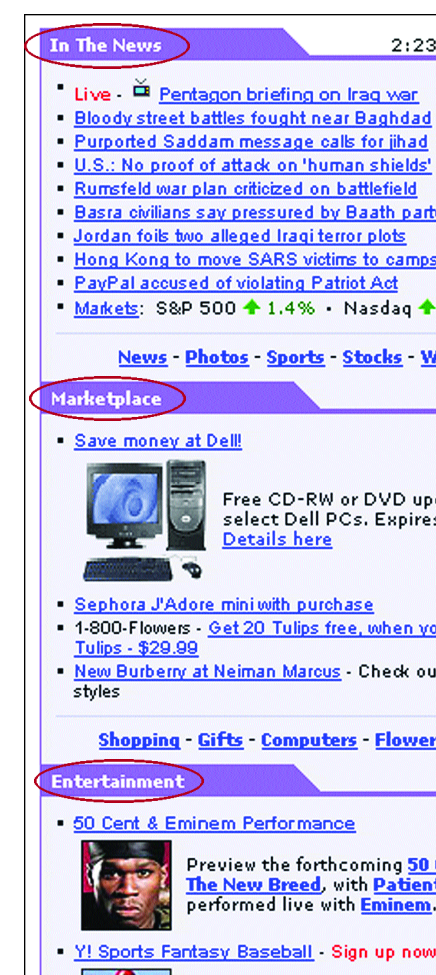 In The News 2:23
Live - Pentagon briefing on Iraq war
Bloody street battles fought near Baghdad
Purported Saddam message calls for jihad
U.S.: No proof of attack on 'human shields'
Rumsfeld war plan criticized on battlefield
Basra civilians say pressured by Baath part
Jordan foils two alleged Iraqi terror plots
Hong Kong to move SARS victims to camps
PayPal accused of violating Patriot Act
Markets: S&P 500 1.4% • Nasdaq
News - Photos - Sports - Stocks - W
Marketplace
Save money at Dell!
Free CD-RW or DVD up
select Dell PCs. Expires
Details here
Sephora J'Adore mini with purchase
1-800-Flowers - Get 20 Tulips free, when yo
Tulips - $29.99
New Burberry at Neiman Marcus - Check ou
styles
Shopping - Gifts - Computers - Flower
Entertainment
50 Cent & Eminem Performance
Preview the forthcoming 50
The New Breed, with Patient
performed live with Eminem.
Y! Sports Fantasy Baseball - Sign up now